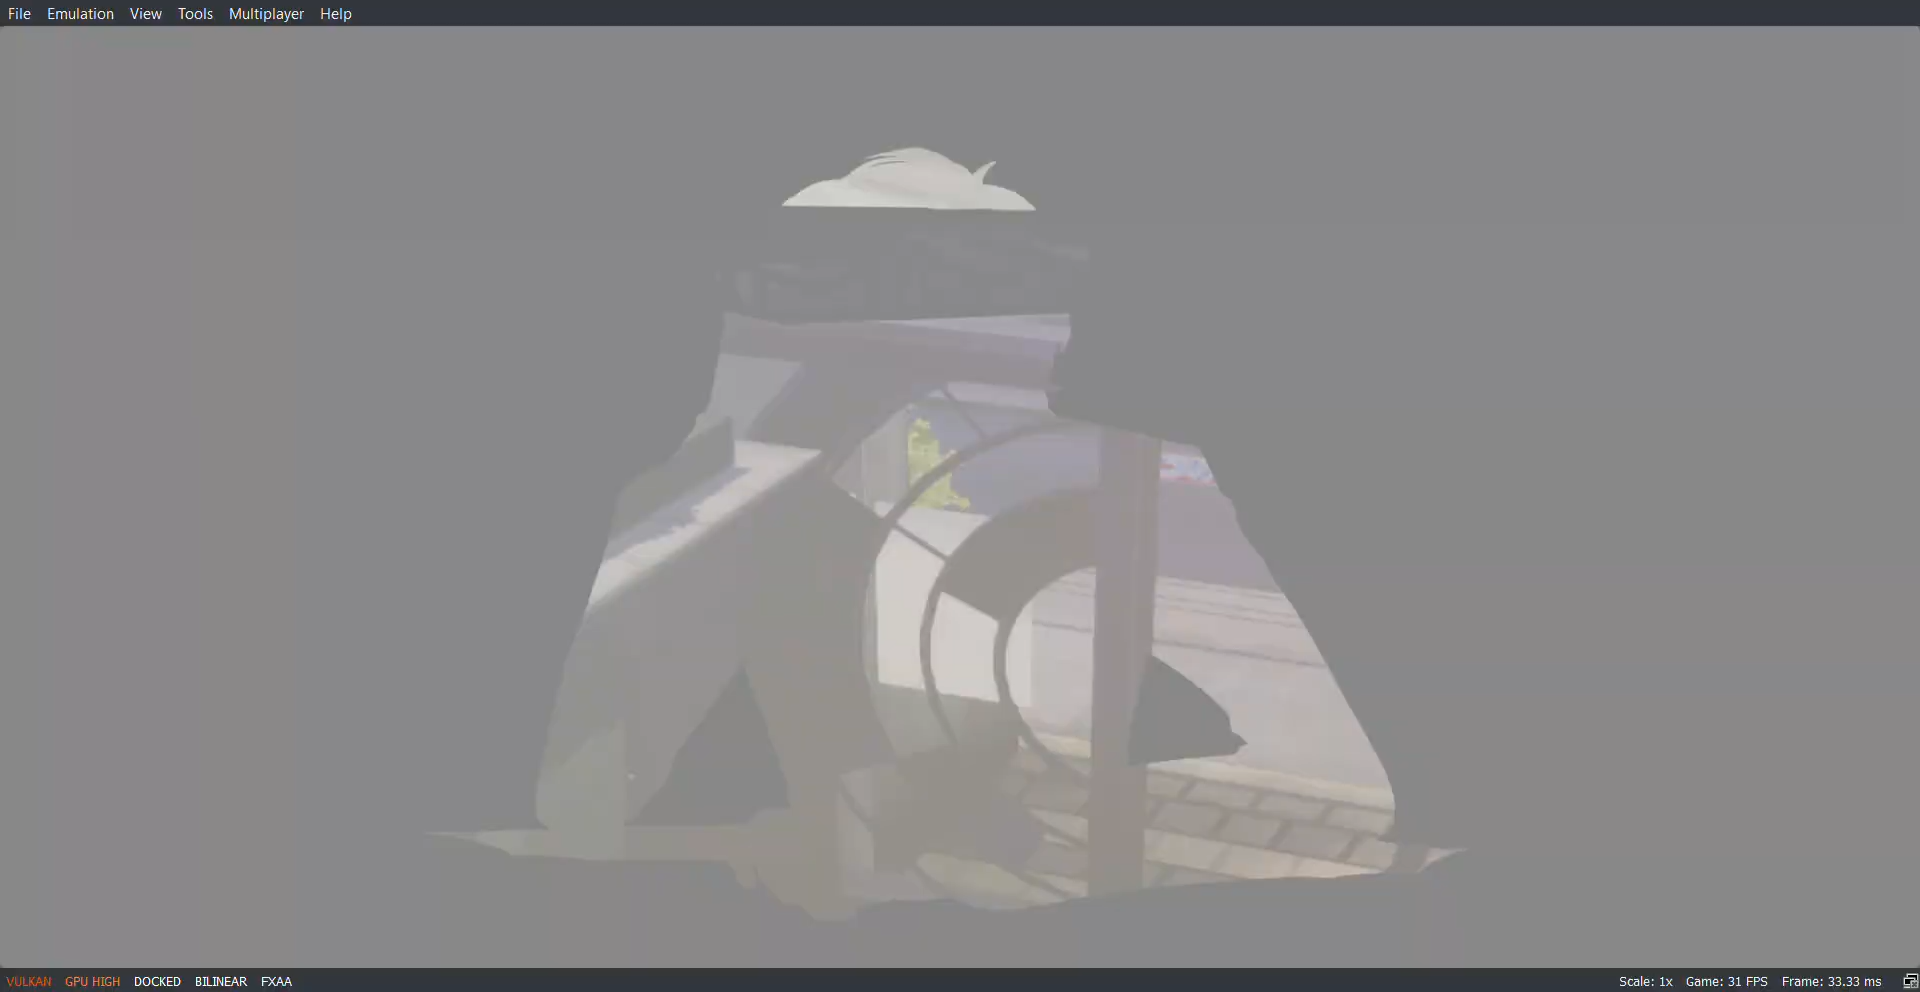 File Emulation View Tools Multiplayer Help
VULKAN GPU HIGH DOCKED BILINEAR FXAA Scale: 1x Game: 31 FPS Frame: 33.33 ms